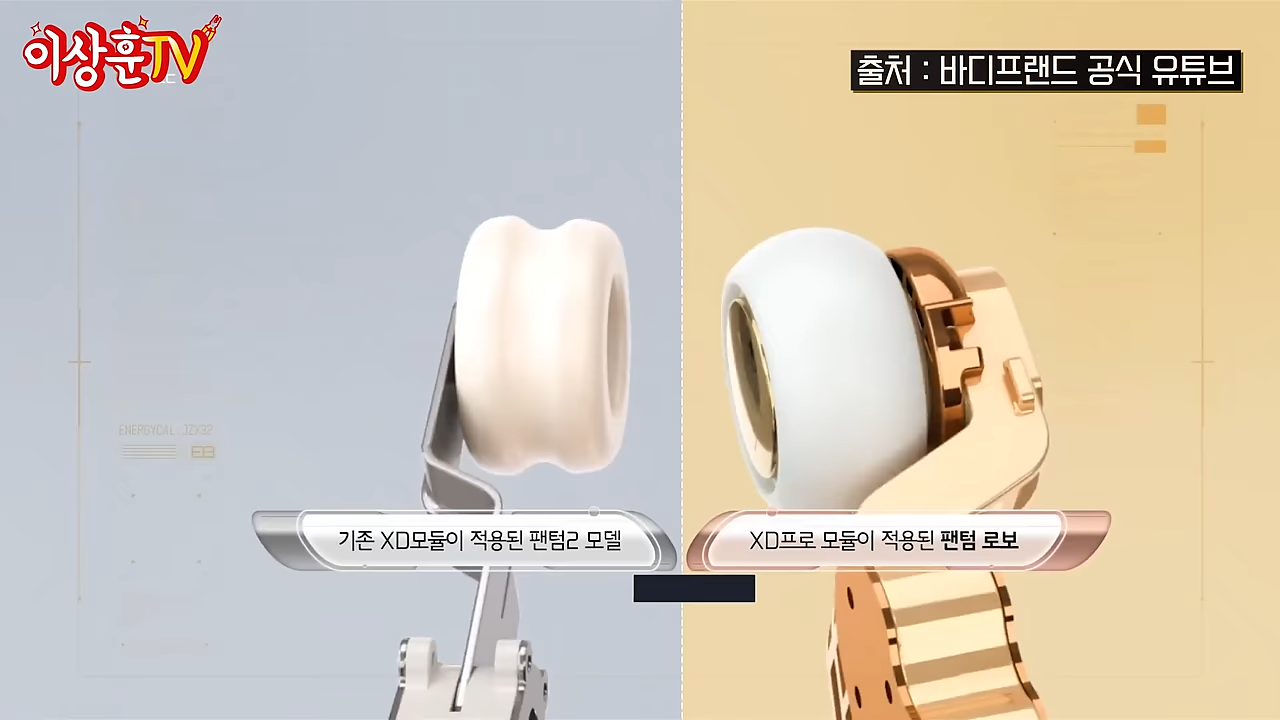 이상훈TV
출처 : 바디프랜드 공식 유튜브
ENERGYCAL.JZX32
기존 XD모듈이 적용된 팬텀2 모델
XD프로 모듈이 적용된 팬텀 로보